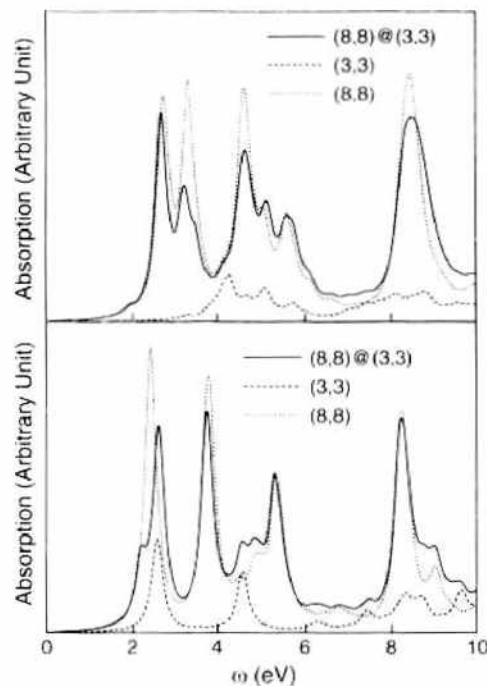 Absorption (Arbitrary Unit)
(8,8)@(3,3)
(3,3)
(8,8)
Absorption (Arbitrary Unit)
(8,8)@(3,3)
(3,3)
(8,8)
0 2 4 6 8 10
ω (eV)